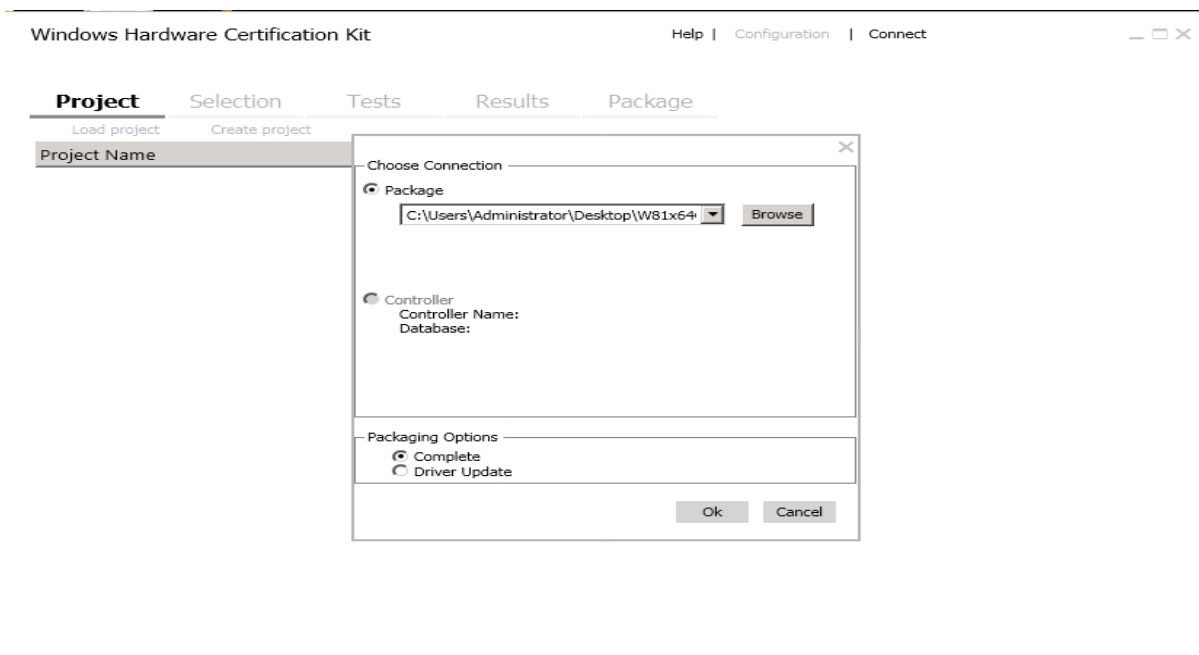 Windows Hardware Certification Kit
Help | Configuration | Connect
Project Selection Tests Results Package
Load project Create project
Project Name
Choose Connection
Package
C:\Users\Administrator\Desktop\W81x64
Browse
Controller
Controller Name:
Database:
Packaging Options
Complete
Driver Update
Ok Cancel